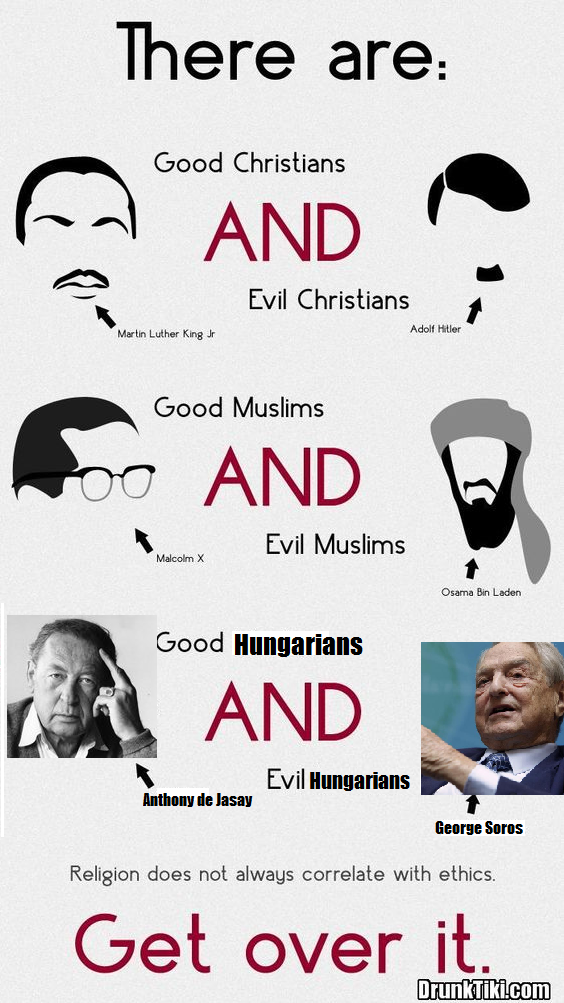 There are:
Good Christians
AND
Evil Christians
Martin Luther King Jr
Adolf Hitler
Good Muslims
AND
Evil Muslims
Malcolm X
Osama Bin Laden
Good Hungarians
AND
Evil Hungarians
Anthony de Jasay
George Soros
Religion does not always correlate with ethics.
Get over it.
DrunkTiki.com